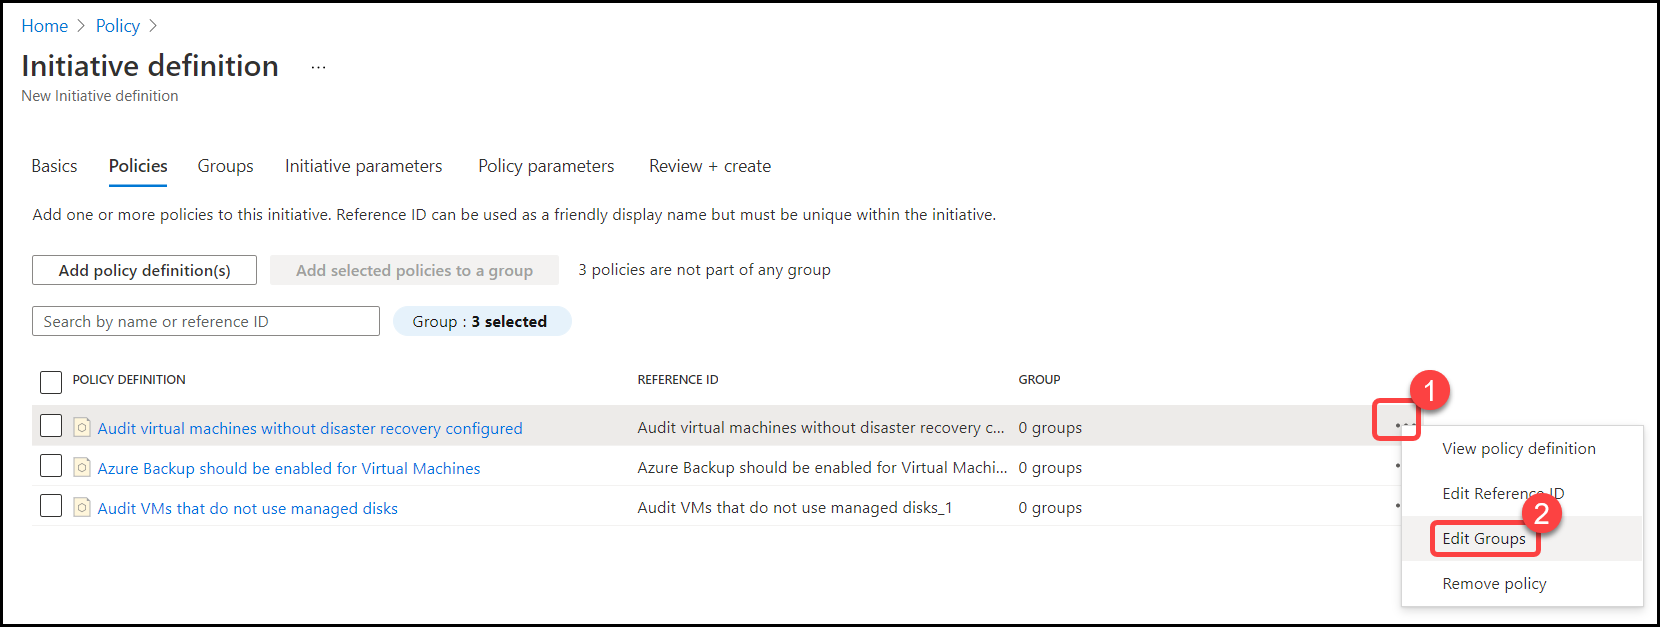 Home > Policy >
Initiative definition ...
New Initiative definition
Basics Policies Groups Initiative parameters Policy parameters Review + create
Add one or more policies to this initiative. Reference ID can be used as a friendly display name but must be unique within the initiative.
Add policy definition(s) Add selected policies to a group 3 policies are not part of any group
Search by name or reference ID Group : 3 selected
POLICY DEFINITION REFERENCE ID GROUP
1
Audit virtual machines without disaster recovery configured Audit virtual machines without disaster recovery c... 0 groups
Azure Backup should be enabled for Virtual Machines Azure Backup should be enabled for Virtual Machi... 0 groups
Audit VMs that do not use managed disks Audit VMs that do not use managed disks_1 0 groups
View policy definition
Edit Reference ID
2
Edit Groups
Remove policy